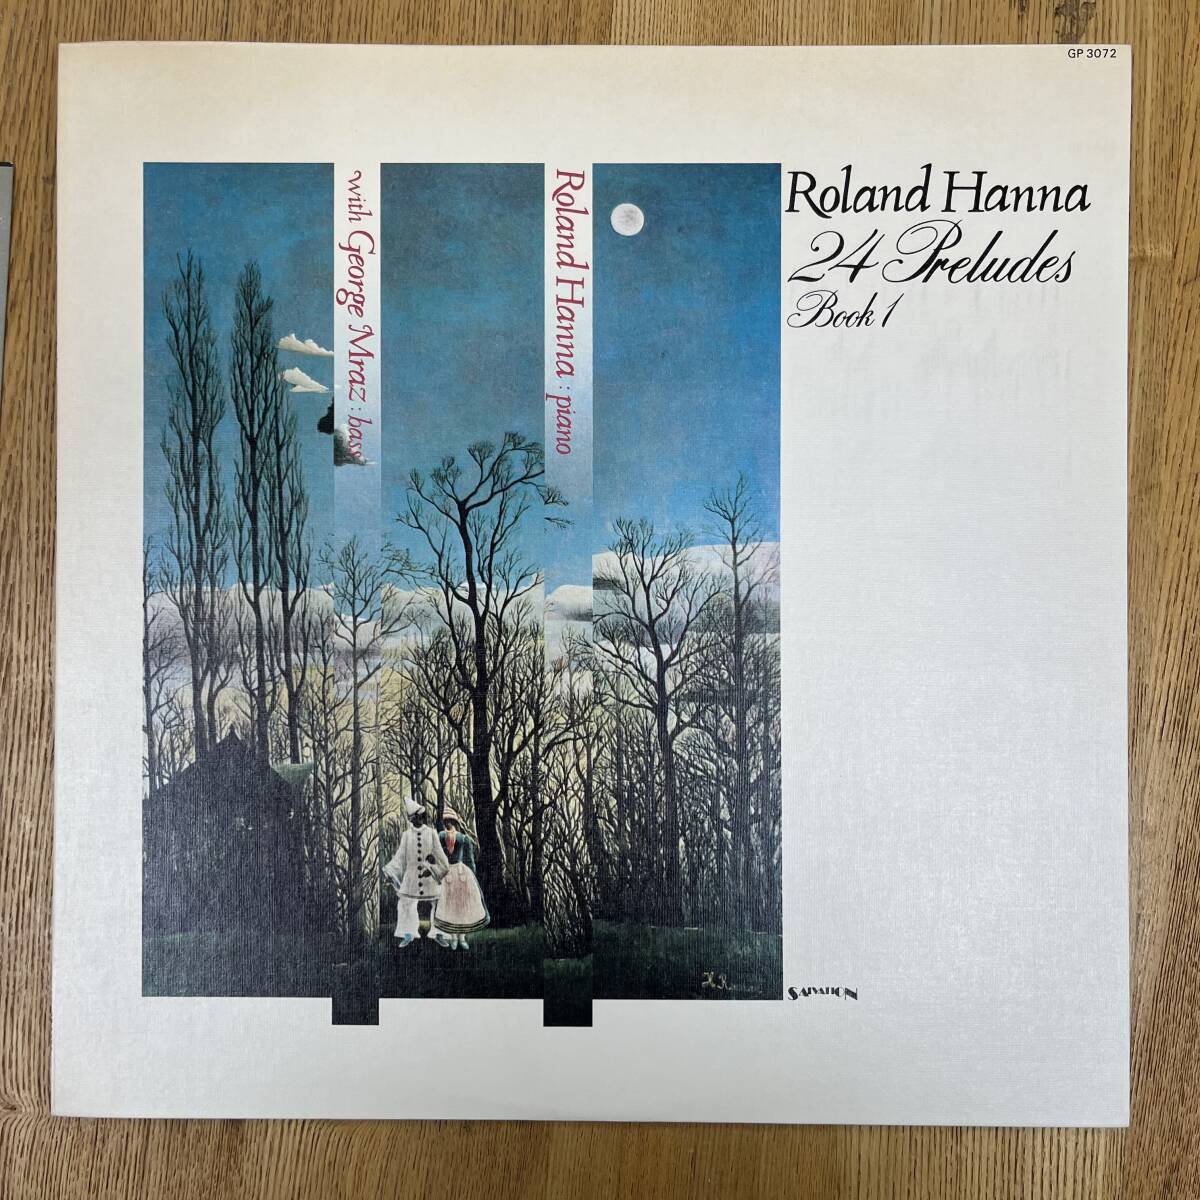 GP 3072
Roland Hanna
24 Preludes
Book 1
Roland Hanna : piano
with George Mraz : bass
SALVATION